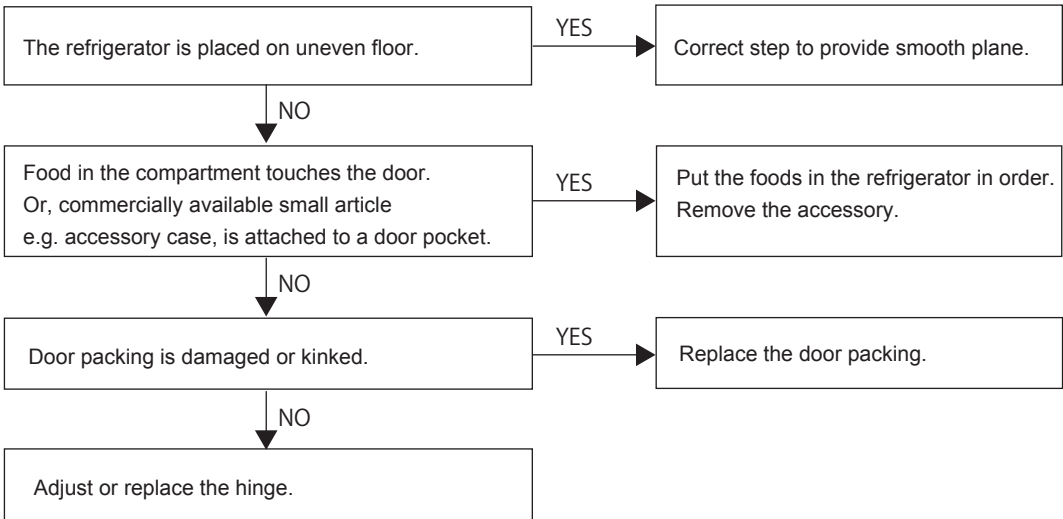 The refrigerator is placed on uneven floor.
YES
Correct step to provide smooth plane.
NO
Food in the compartment touches the door.
Or, commercially available small article
e.g. accessory case, is attached to a door pocket.
YES
Put the foods in the refrigerator in order.
Remove the accessory.
NO
Door packing is damaged or kinked.
YES
Replace the door packing.
NO
Adjust or replace the hinge.